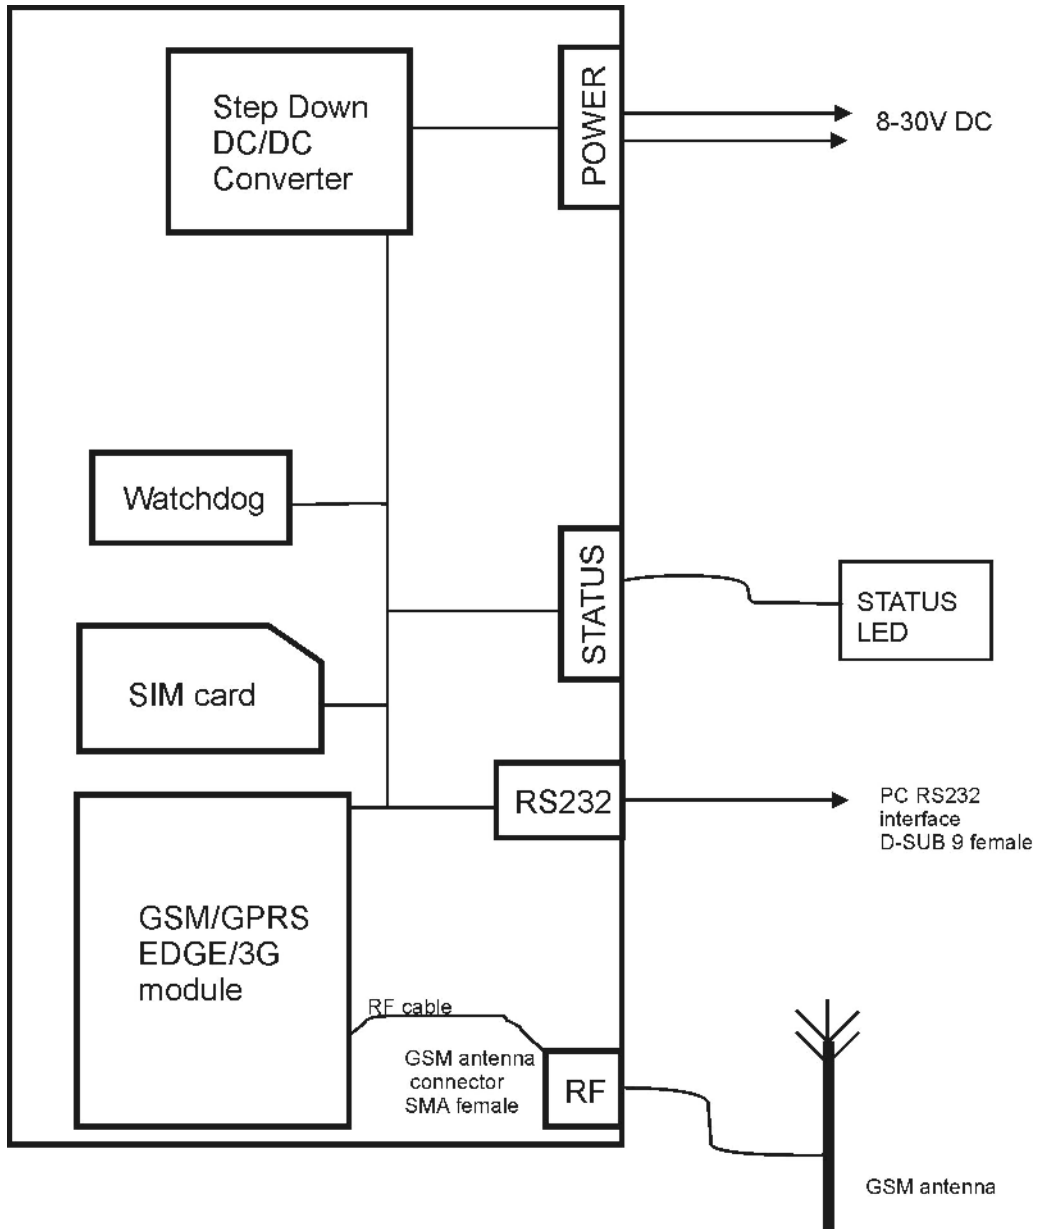 Step Down
DC/DC
Converter
POWER
8-30V DC
Watchdog
STATUS
STATUS
LED
SIM card
RS232
PC RS232
interface
D-SUB 9 female
GSM/GPRS
EDGE/3G
module
RF cable
GSM antenna
connector
SMA female
RF
GSM antenna